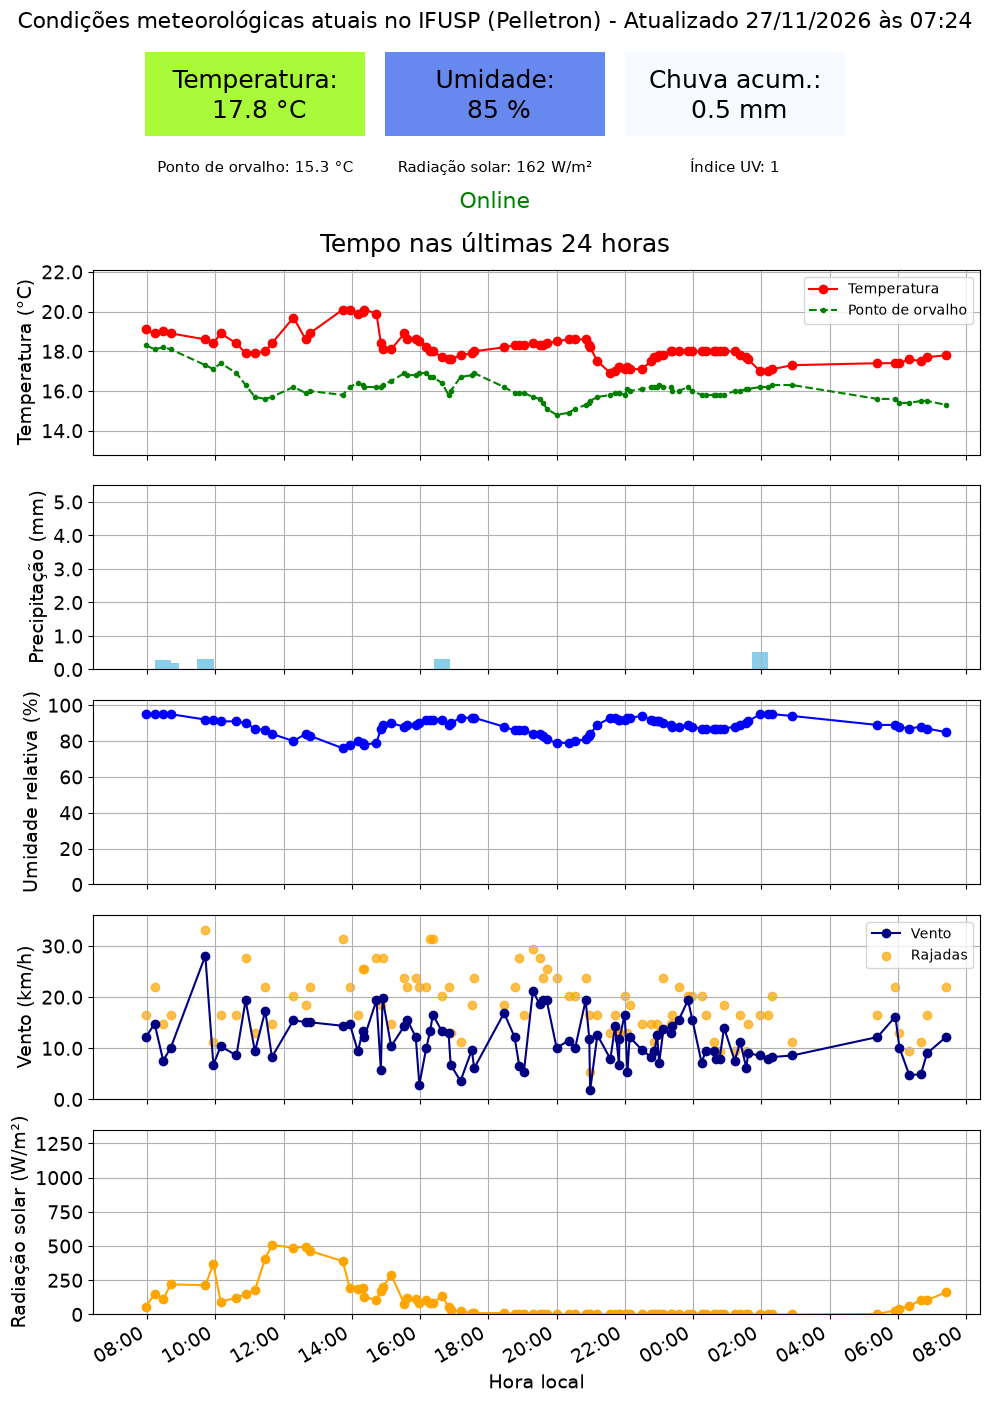 Condições meteorológicas atuais no IFUSP (Pelletron) - Atualizado 27/11/2026 às 07:24
Temperatura:
17.8 °C
Umidade:
85 %
Chuva acum.:
0.5 mm
Ponto de orvalho: 15.3 °C
Radiação solar: 162 W/m²
Índice UV: 1
Online
Tempo nas últimas 24 horas
Temperatura (°C)
22.0
20.0
18.0
16.0
14.0
Temperatura
Ponto de orvalho
Precipitação (mm)
5.0
4.0
3.0
2.0
1.0
0.0
Umidade relativa (%)
100
80
60
40
20
0
Vento (km/h)
30.0
20.0
10.0
0.0
Vento
Rajadas
Radiação solar (W/m²)
1250
1000
750
500
250
0
08:00
10:00
12:00
14:00
16:00
18:00
20:00
22:00
00:00
02:00
04:00
06:00
08:00
Hora local